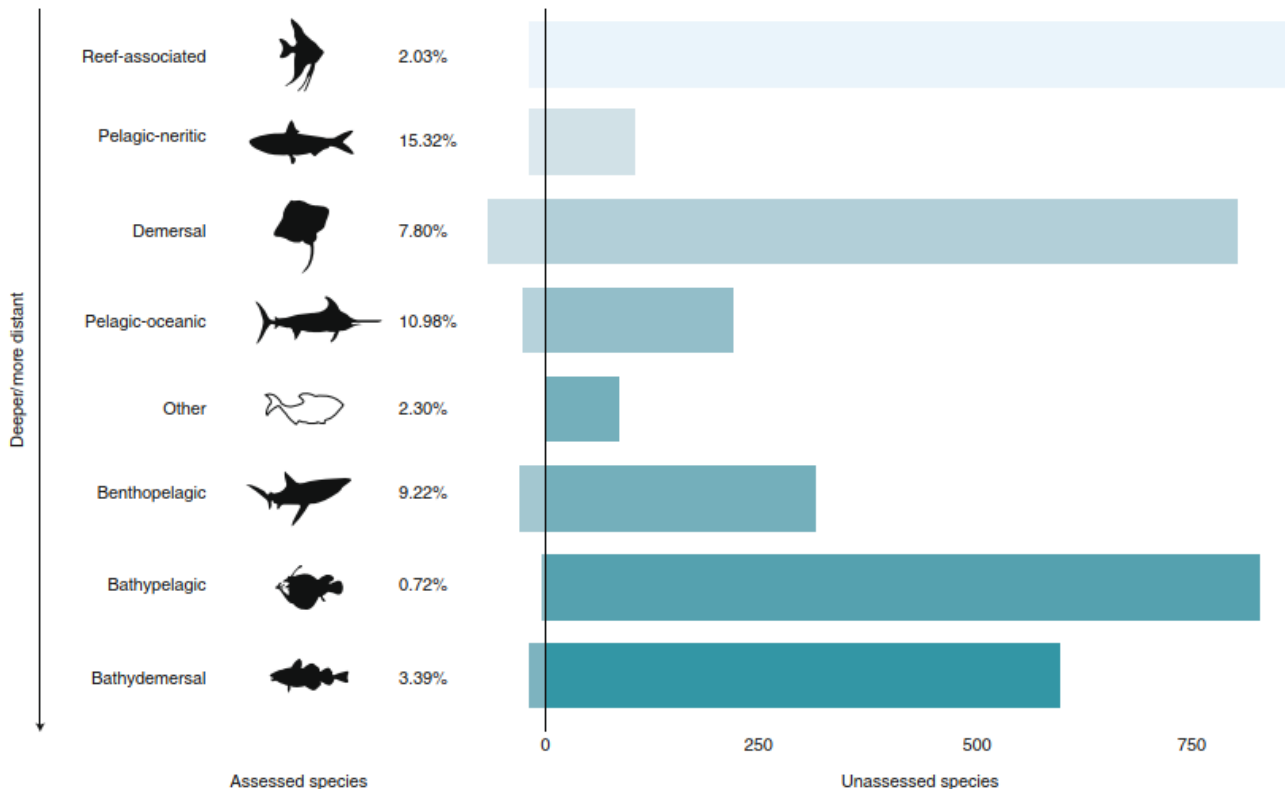 Reef-associated 2.03%
Pelagic-neritic 15.32%
Demersal 7.80%
Pelagic-oceanic 10.98%
Other 2.30%
Benthopelagic 9.22%
Bathypelagic 0.72%
Bathydemersal 3.39%
Deeper/more distant
0 250 500 750
Assessed species Unassessed species